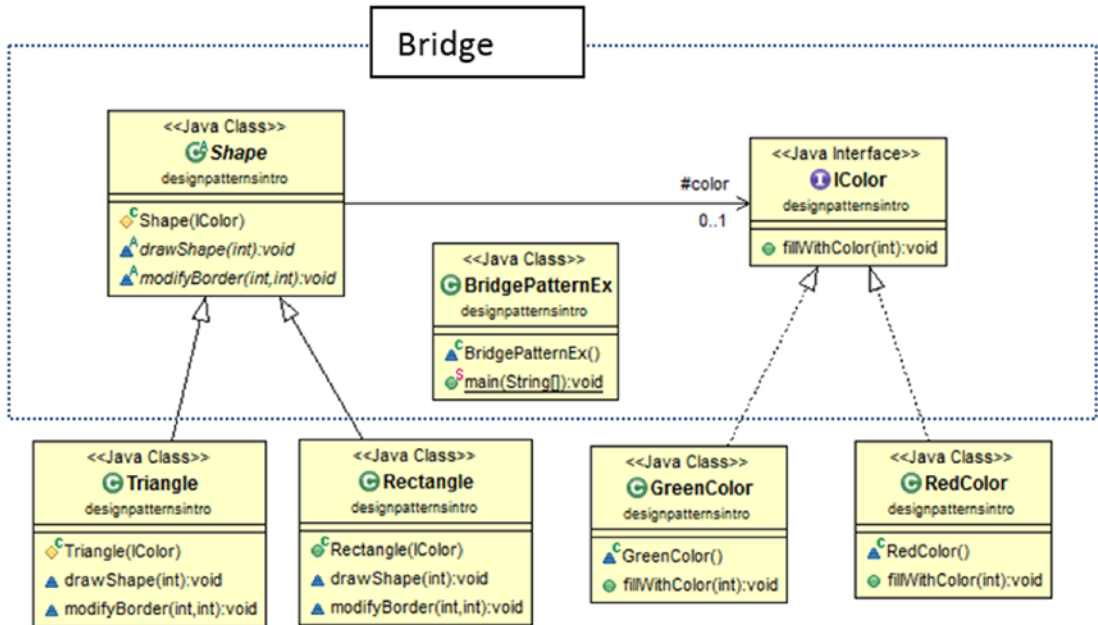 Bridge
<<Java Class>>
Shape
designpatternsintro
Shape(IColor)
drawShape(int):void
modifyBorder(int,int):void
#color
0..1
<<Java Interface>>
IColor
designpatternsintro
fillWithColor(int):void
<<Java Class>>
BridgePatternEx
designpatternsintro
BridgePatternEx()
main(String[]):void
<<Java Class>>
Triangle
designpatternsintro
Triangle(IColor)
drawShape(int):void
modifyBorder(int,int):void
<<Java Class>>
Rectangle
designpatternsintro
Rectangle(IColor)
drawShape(int):void
modifyBorder(int,int):void
<<Java Class>>
GreenColor
designpatternsintro
GreenColor()
fillWithColor(int):void
<<Java Class>>
RedColor
designpatternsintro
RedColor()
fillWithColor(int):void